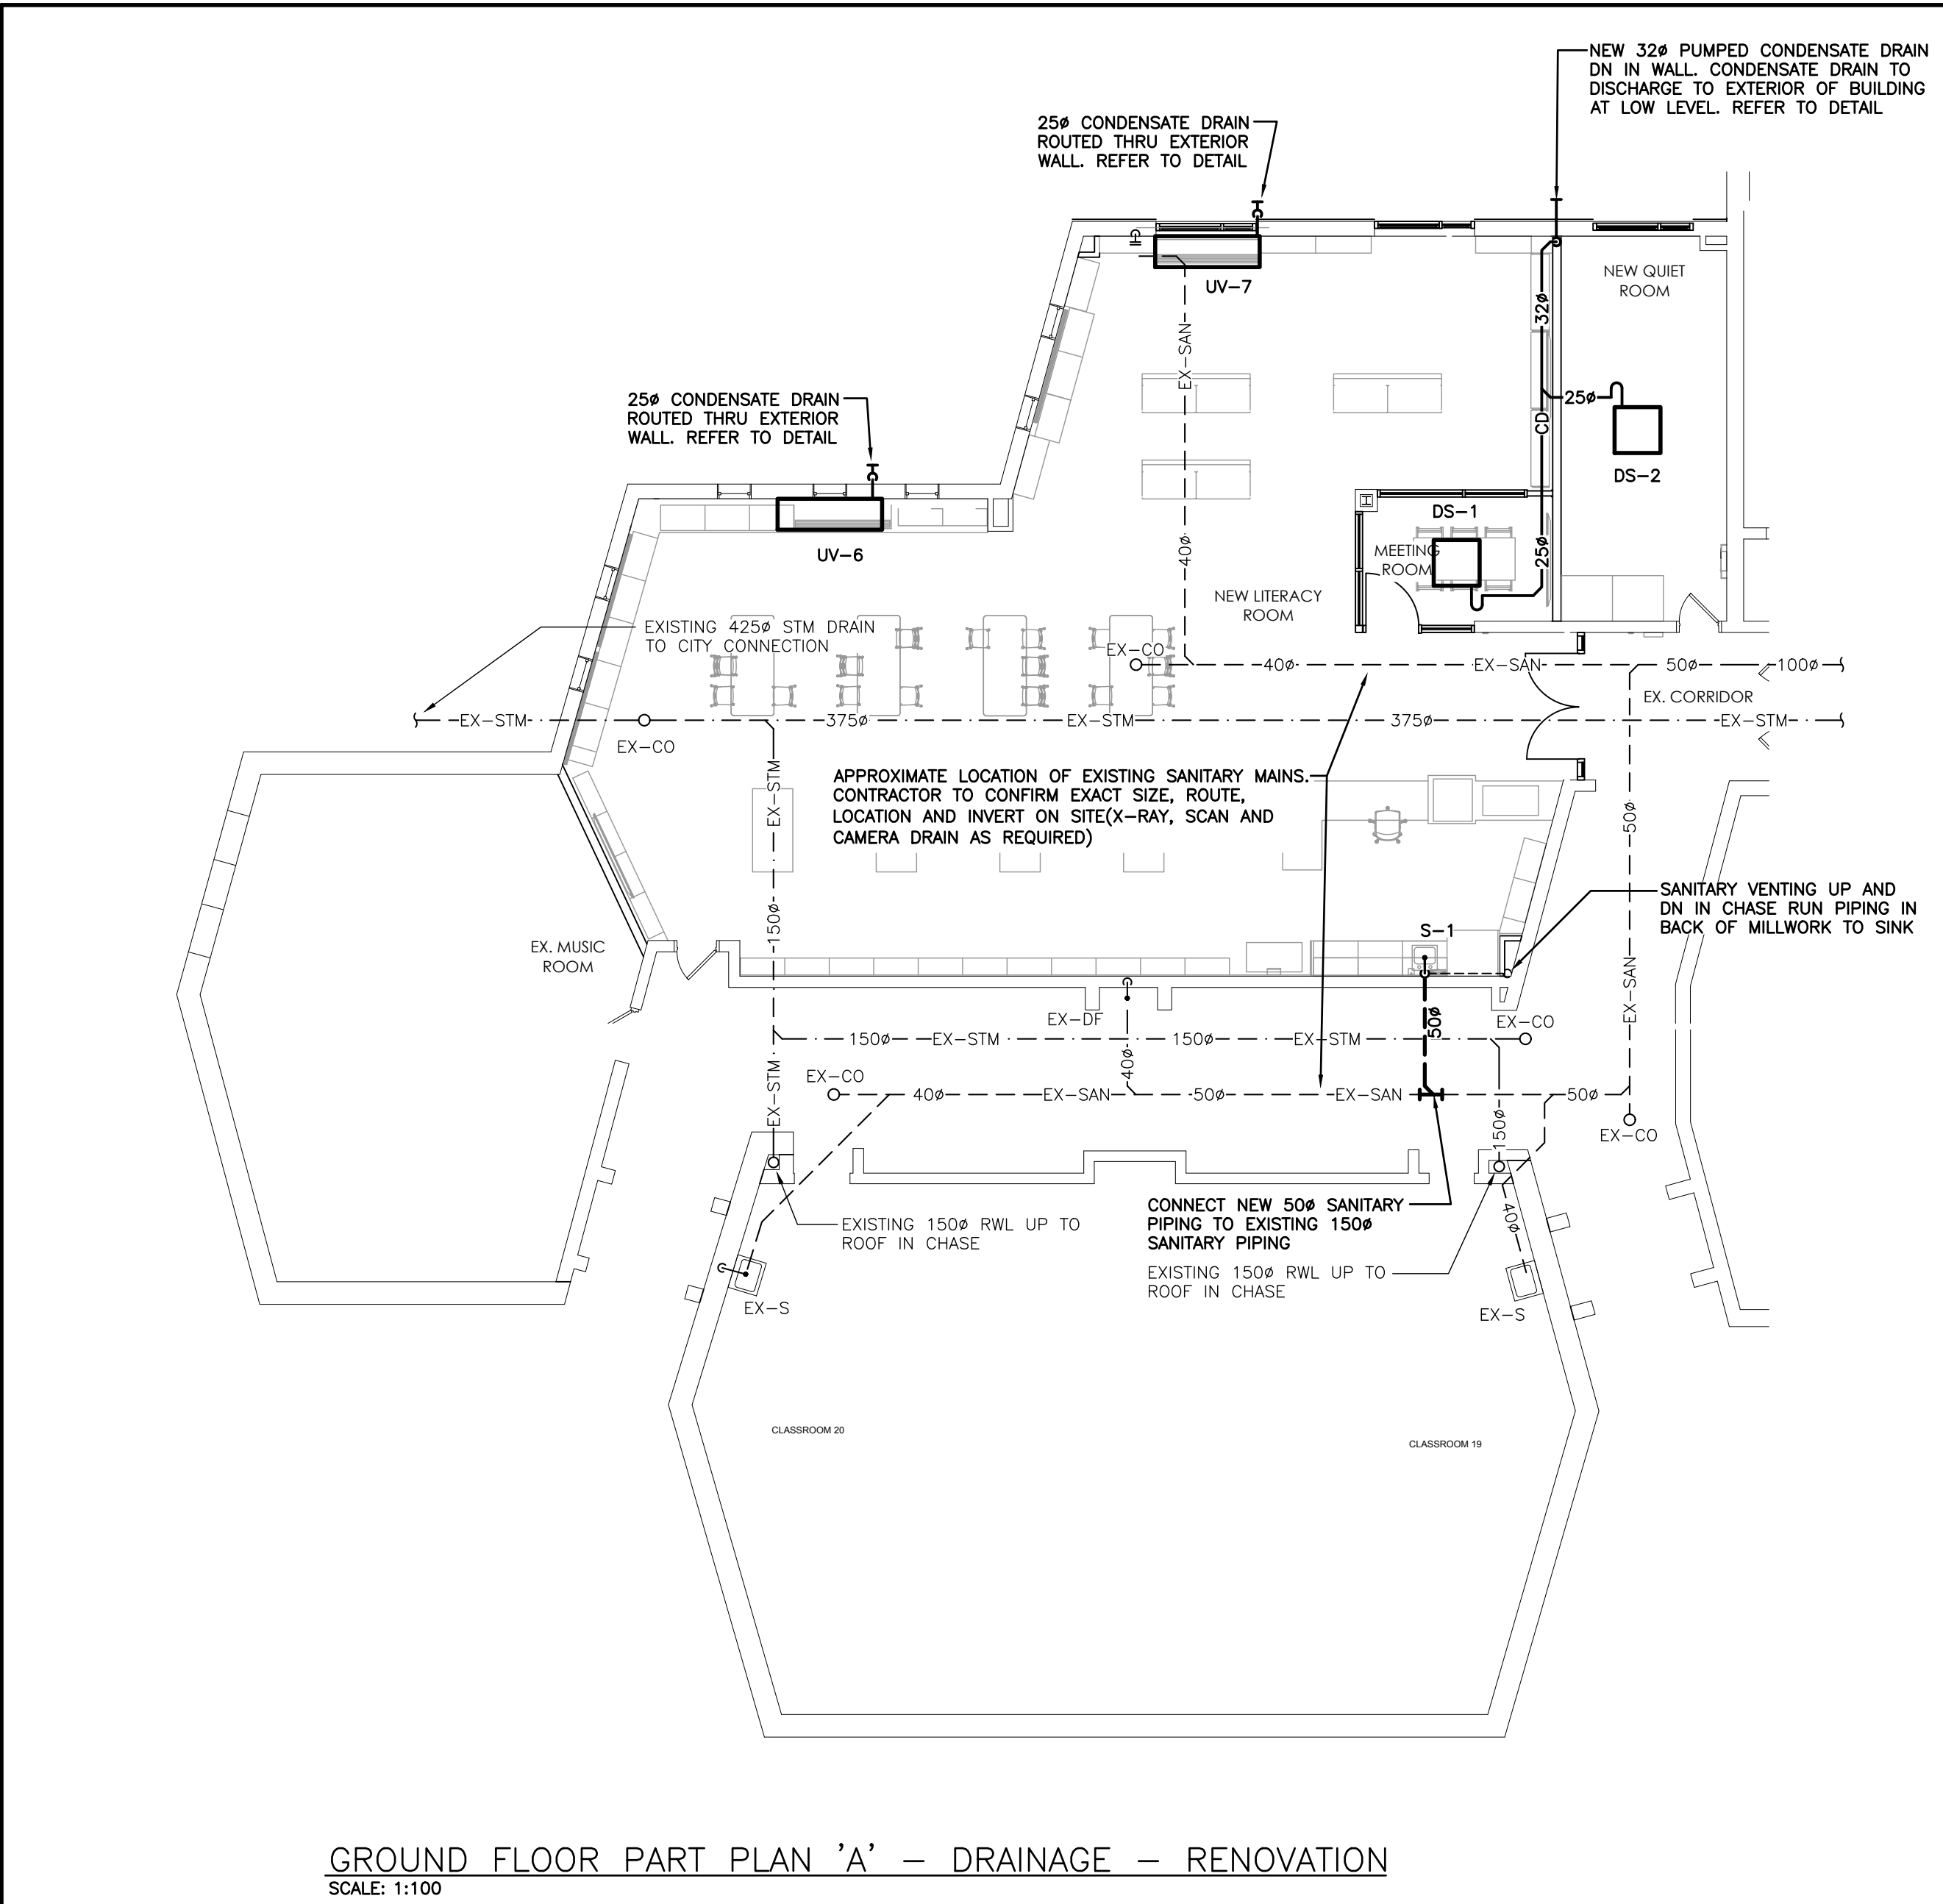 NEW 32ø PUMPED CONDENSATE DRAIN
DN IN WALL. CONDENSATE DRAIN TO
DISCHARGE TO EXTERIOR OF BUILDING
AT LOW LEVEL. REFER TO DETAIL
25ø CONDENSATE DRAIN
ROUTED THRU EXTERIOR
WALL. REFER TO DETAIL
UV-7
NEW QUIET
ROOM
32ø
EX-SAN
25ø CONDENSATE DRAIN
ROUTED THRU EXTERIOR
WALL. REFER TO DETAIL
25ø
CD
DS-2
DS-1
UV-6
40ø
MEETING
ROOM
25ø
NEW LITERACY
ROOM
EXISTING 425ø STM DRAIN
TO CITY CONNECTION
EX-CO
40ø
EX-SAN
50ø
100ø
EX. CORRIDOR
EX-STM
375ø
EX-STM
375ø
EX-STM
EX-CO
EX-STM
APPROXIMATE LOCATION OF EXISTING SANITARY MAINS.
CONTRACTOR TO CONFIRM EXACT SIZE, ROUTE,
LOCATION AND INVERT ON SITE(X-RAY, SCAN AND
CAMERA DRAIN AS REQUIRED)
50ø
SANITARY VENTING UP AND
DN IN CHASE RUN PIPING IN
BACK OF MILLWORK TO SINK
150ø
S-1
EX. MUSIC
ROOM
EX-SAN
EX-DF
50ø
EX-CO
150ø
EX-STM
150ø
EX-STM
40ø
EX-STM
EX-CO
40ø
EX-SAN
50ø
EX-SAN
50ø
150ø
EX-CO
CONNECT NEW 50ø SANITARY
PIPING TO EXISTING 150ø
SANITARY PIPING
40ø
EXISTING 150ø RWL UP TO
ROOF IN CHASE
EXISTING 150ø RWL UP TO
ROOF IN CHASE
EX-S
EX-S
CLASSROOM 20
CLASSROOM 19
GROUND FLOOR PART PLAN 'A' - DRAINAGE - RENOVATION
SCALE: 1:100